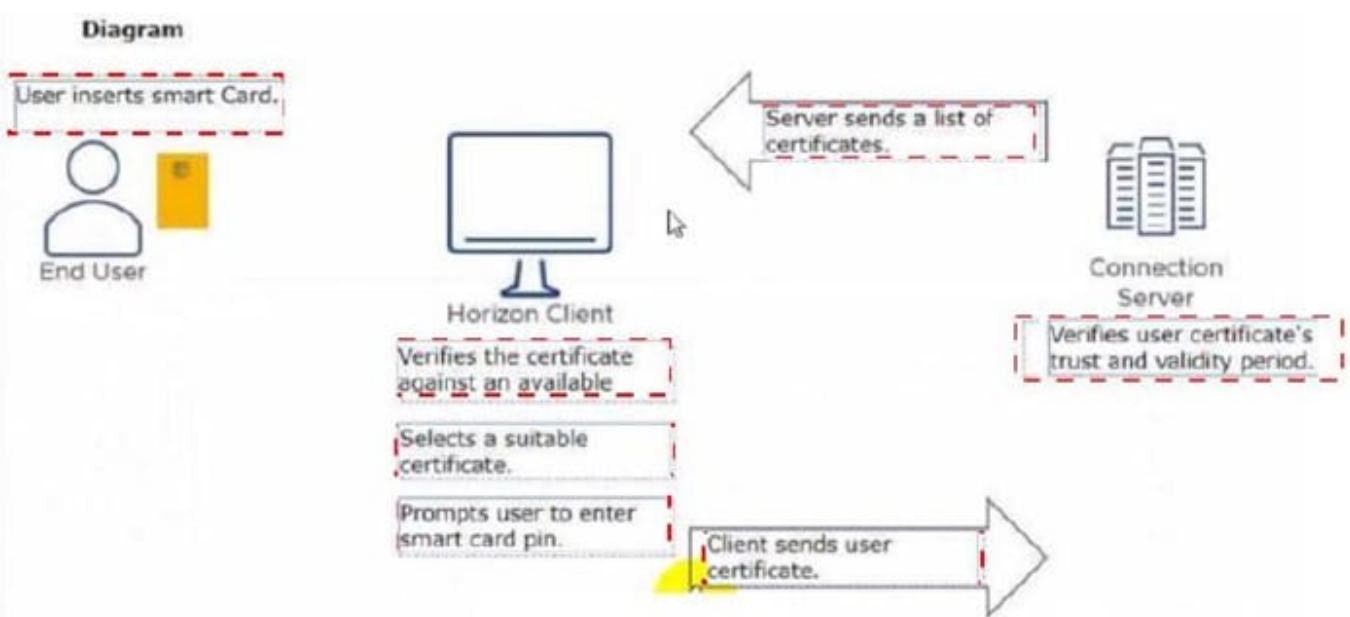 Diagram
User inserts smart Card.
End User
Server sends a list of
certificates.
Horizon Client
Verifies the certificate
against an available
Selects a suitable
certificate.
Prompts user to enter
smart card pin.
Connection
Server
Verifies user certificate's
trust and validity period.
Client sends user
certificate.